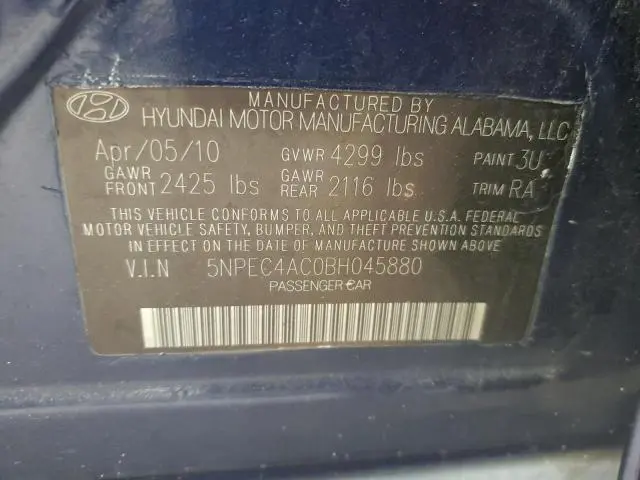 MANUFACTURED BY
HYUNDAI MOTOR MANUFACTURING ALABAMA, LLC
Apr/05/10 GVWR 4299 lbs PAINT 3U
GAWR FRONT 2425 lbs GAWR REAR 2116 lbs TRIM RA
THIS VEHICLE CONFORMS TO ALL APPLICABLE U.S.A. FEDERAL
MOTOR VEHICLE SAFETY, BUMPER, AND THEFT PREVENTION STANDARDS
IN EFFECT ON THE DATE OF MANUFACTURE SHOWN ABOVE.
V.I.N 5NPEC4AC0BH045880
PASSENGER CAR